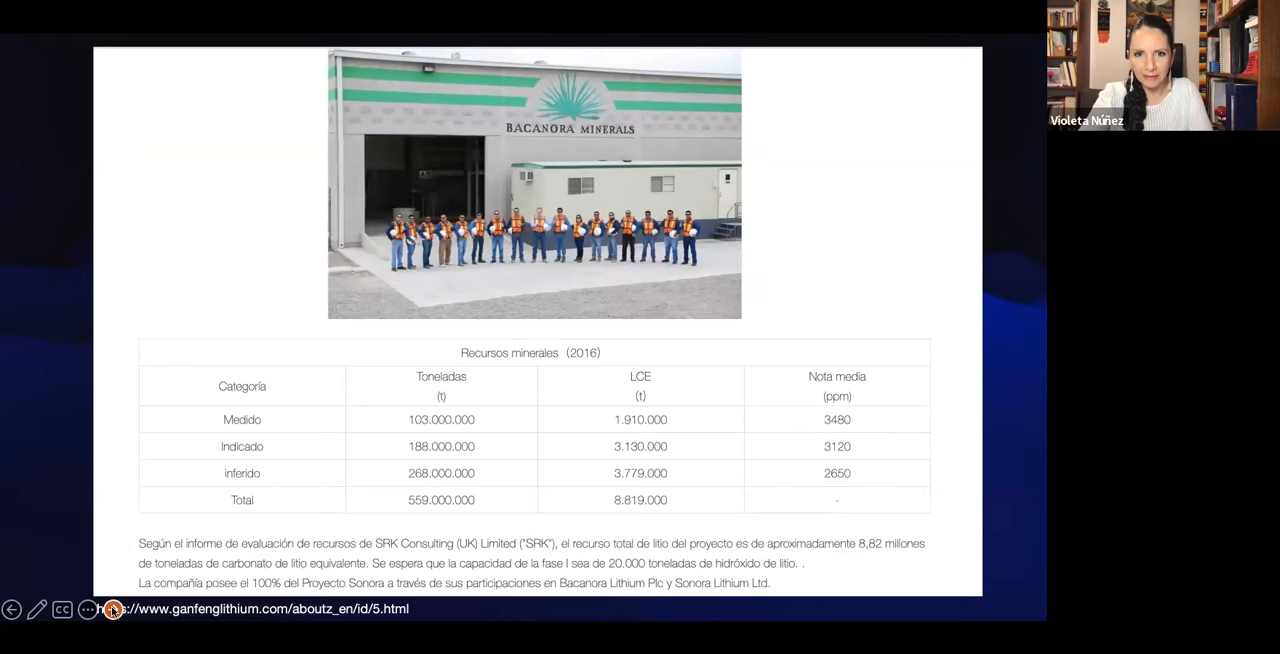 BACANORA MINERALS
Violeta Núñez
Recursos minerales (2016)
Categoría
Toneladas
(t)
LCE
(t)
Nota media
(ppm)
Medido 103.000.000 1.910.000 3480
Indicado 188.000.000 3.130.000 3120
inferido 268.000.000 3.779.000 2650
Total 559.000.000 8.819.000 -
Según el informe de evaluación de recursos de SRK Consulting (UK) Limited ("SRK"), el recurso total de litio del proyecto es de aproximadamente 8,82 millones
de toneladas de carbonato de litio equivalente. Se espera que la capacidad de la fase I sea de 20.000 toneladas de hidróxido de litio. .
La compañía posee el 100% del Proyecto Sonora a través de sus participaciones en Bacanora Lithium Plc y Sonora Lithium Ltd.
CC
://www.ganfenglithium.com/aboutz_en/id/5.html